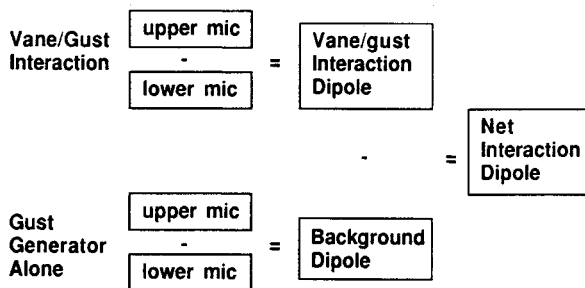 Vane/Gust
Interaction
upper mic
-
lower mic
=
Vane/gust
Interaction
Dipole
-
=
Net
Interaction
Dipole
Gust
Generator
Alone
upper mic
-
lower mic
=
Background
Dipole